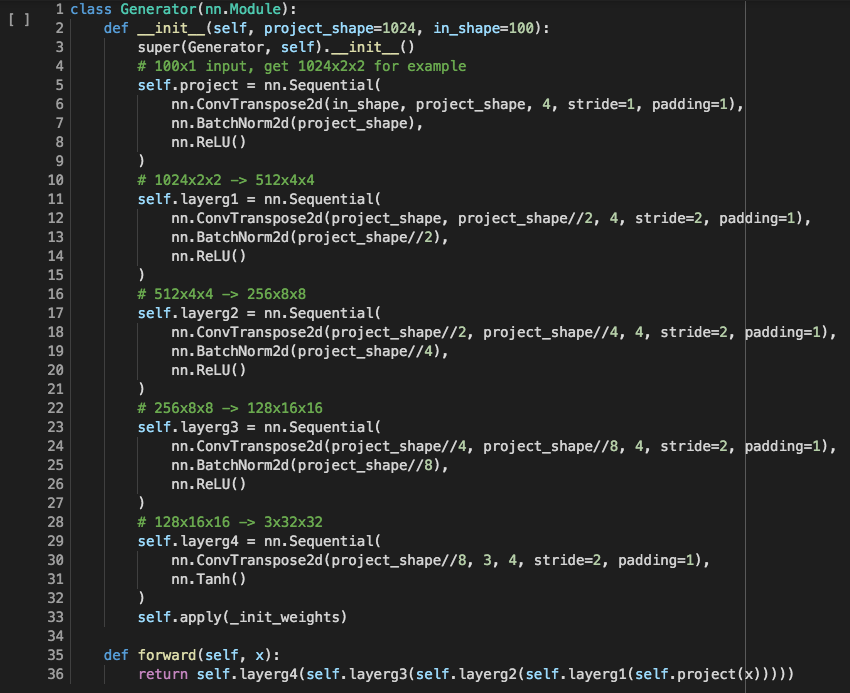 [ ]
1 class Generator(nn.Module):
2     def __init__(self, project_shape=1024, in_shape=100):
3         super(Generator, self).__init__()
4         # 100x1 input, get 1024x2x2 for example
5         self.project = nn.Sequential(
6             nn.ConvTranspose2d(in_shape, project_shape, 4, stride=1, padding=1),
7             nn.BatchNorm2d(project_shape),
8             nn.ReLU()
9         )
10         # 1024x2x2 -> 512x4x4
11         self.layerg1 = nn.Sequential(
12             nn.ConvTranspose2d(project_shape, project_shape//2, 4, stride=2, padding=1),
13             nn.BatchNorm2d(project_shape//2),
14             nn.ReLU()
15         )
16         # 512x4x4 -> 256x8x8
17         self.layerg2 = nn.Sequential(
18             nn.ConvTranspose2d(project_shape//2, project_shape//4, 4, stride=2, padding=1),
19             nn.BatchNorm2d(project_shape//4),
20             nn.ReLU()
21         )
22         # 256x8x8 -> 128x16x16
23         self.layerg3 = nn.Sequential(
24             nn.ConvTranspose2d(project_shape//4, project_shape//8, 4, stride=2, padding=1),
25             nn.BatchNorm2d(project_shape//8),
26             nn.ReLU()
27         )
28         # 128x16x16 -> 3x32x32
29         self.layerg4 = nn.Sequential(
30             nn.ConvTranspose2d(project_shape//8, 3, 4, stride=2, padding=1),
31             nn.Tanh()
32         )
33         self.apply(_init_weights)
34
35     def forward(self, x):
36         return self.layerg4(self.layerg3(self.layerg2(self.layerg1(self.project(x)))))